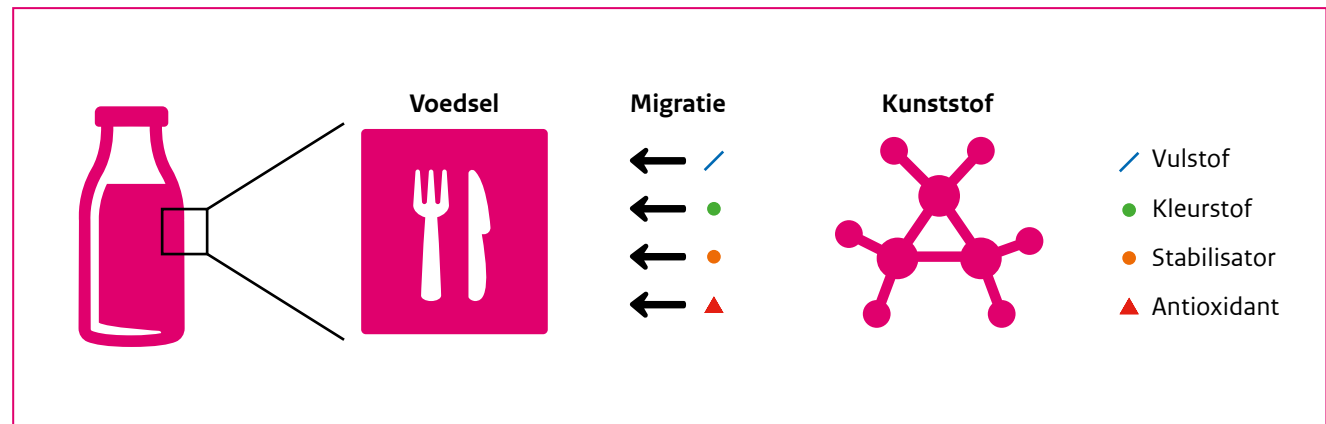 Voedsel
Migratie
Kunststof
Vulstof
Kleurstof
Stabilisator
Antioxidant